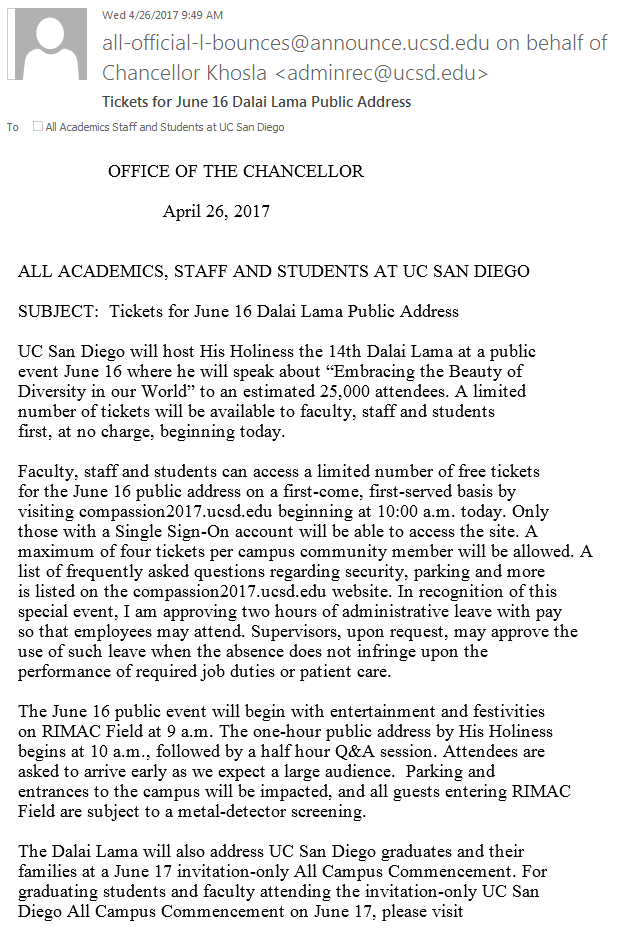 Wed 4/26/2017 9:49 AM
all-official-l-bounces@announce.ucsd.edu on behalf of
Chancellor Khosla <adminrec@ucsd.edu>
Tickets for June 16 Dalai Lama Public Address
To All Academics Staff and Students at UC San Diego
OFFICE OF THE CHANCELLOR
April 26, 2017
ALL ACADEMICS, STAFF AND STUDENTS AT UC SAN DIEGO
SUBJECT:  Tickets for June 16 Dalai Lama Public Address
UC San Diego will host His Holiness the 14th Dalai Lama at a public
event June 16 where he will speak about “Embracing the Beauty of
Diversity in our World” to an estimated 25,000 attendees. A limited
number of tickets will be available to faculty, staff and students
first, at no charge, beginning today.
Faculty, staff and students can access a limited number of free tickets
for the June 16 public address on a first-come, first-served basis by
visiting compassion2017.ucsd.edu beginning at 10:00 a.m. today. Only
those with a Single Sign-On account will be able to access the site. A
maximum of four tickets per campus community member will be allowed. A
list of frequently asked questions regarding security, parking and more
is listed on the compassion2017.ucsd.edu website. In recognition of this
special event, I am approving two hours of administrative leave with pay
so that employees may attend. Supervisors, upon request, may approve the
use of such leave when the absence does not infringe upon the
performance of required job duties or patient care.
The June 16 public event will begin with entertainment and festivities
on RIMAC Field at 9 a.m. The one-hour public address by His Holiness
begins at 10 a.m., followed by a half hour Q&A session. Attendees are
asked to arrive early as we expect a large audience.  Parking and
entrances to the campus will be impacted, and all guests entering RIMAC
Field are subject to a metal-detector screening.
The Dalai Lama will also address UC San Diego graduates and their
families at a June 17 invitation-only All Campus Commencement. For
graduating students and faculty attending the invitation-only UC San
Diego All Campus Commencement on June 17, please visit